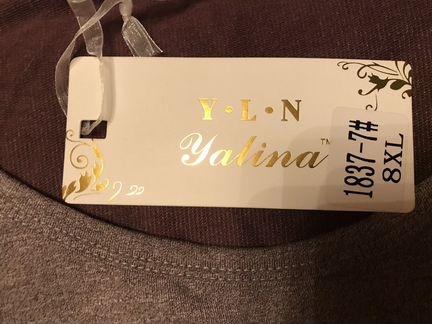 Y·L·N
Yalina™
1837-7#
8XL